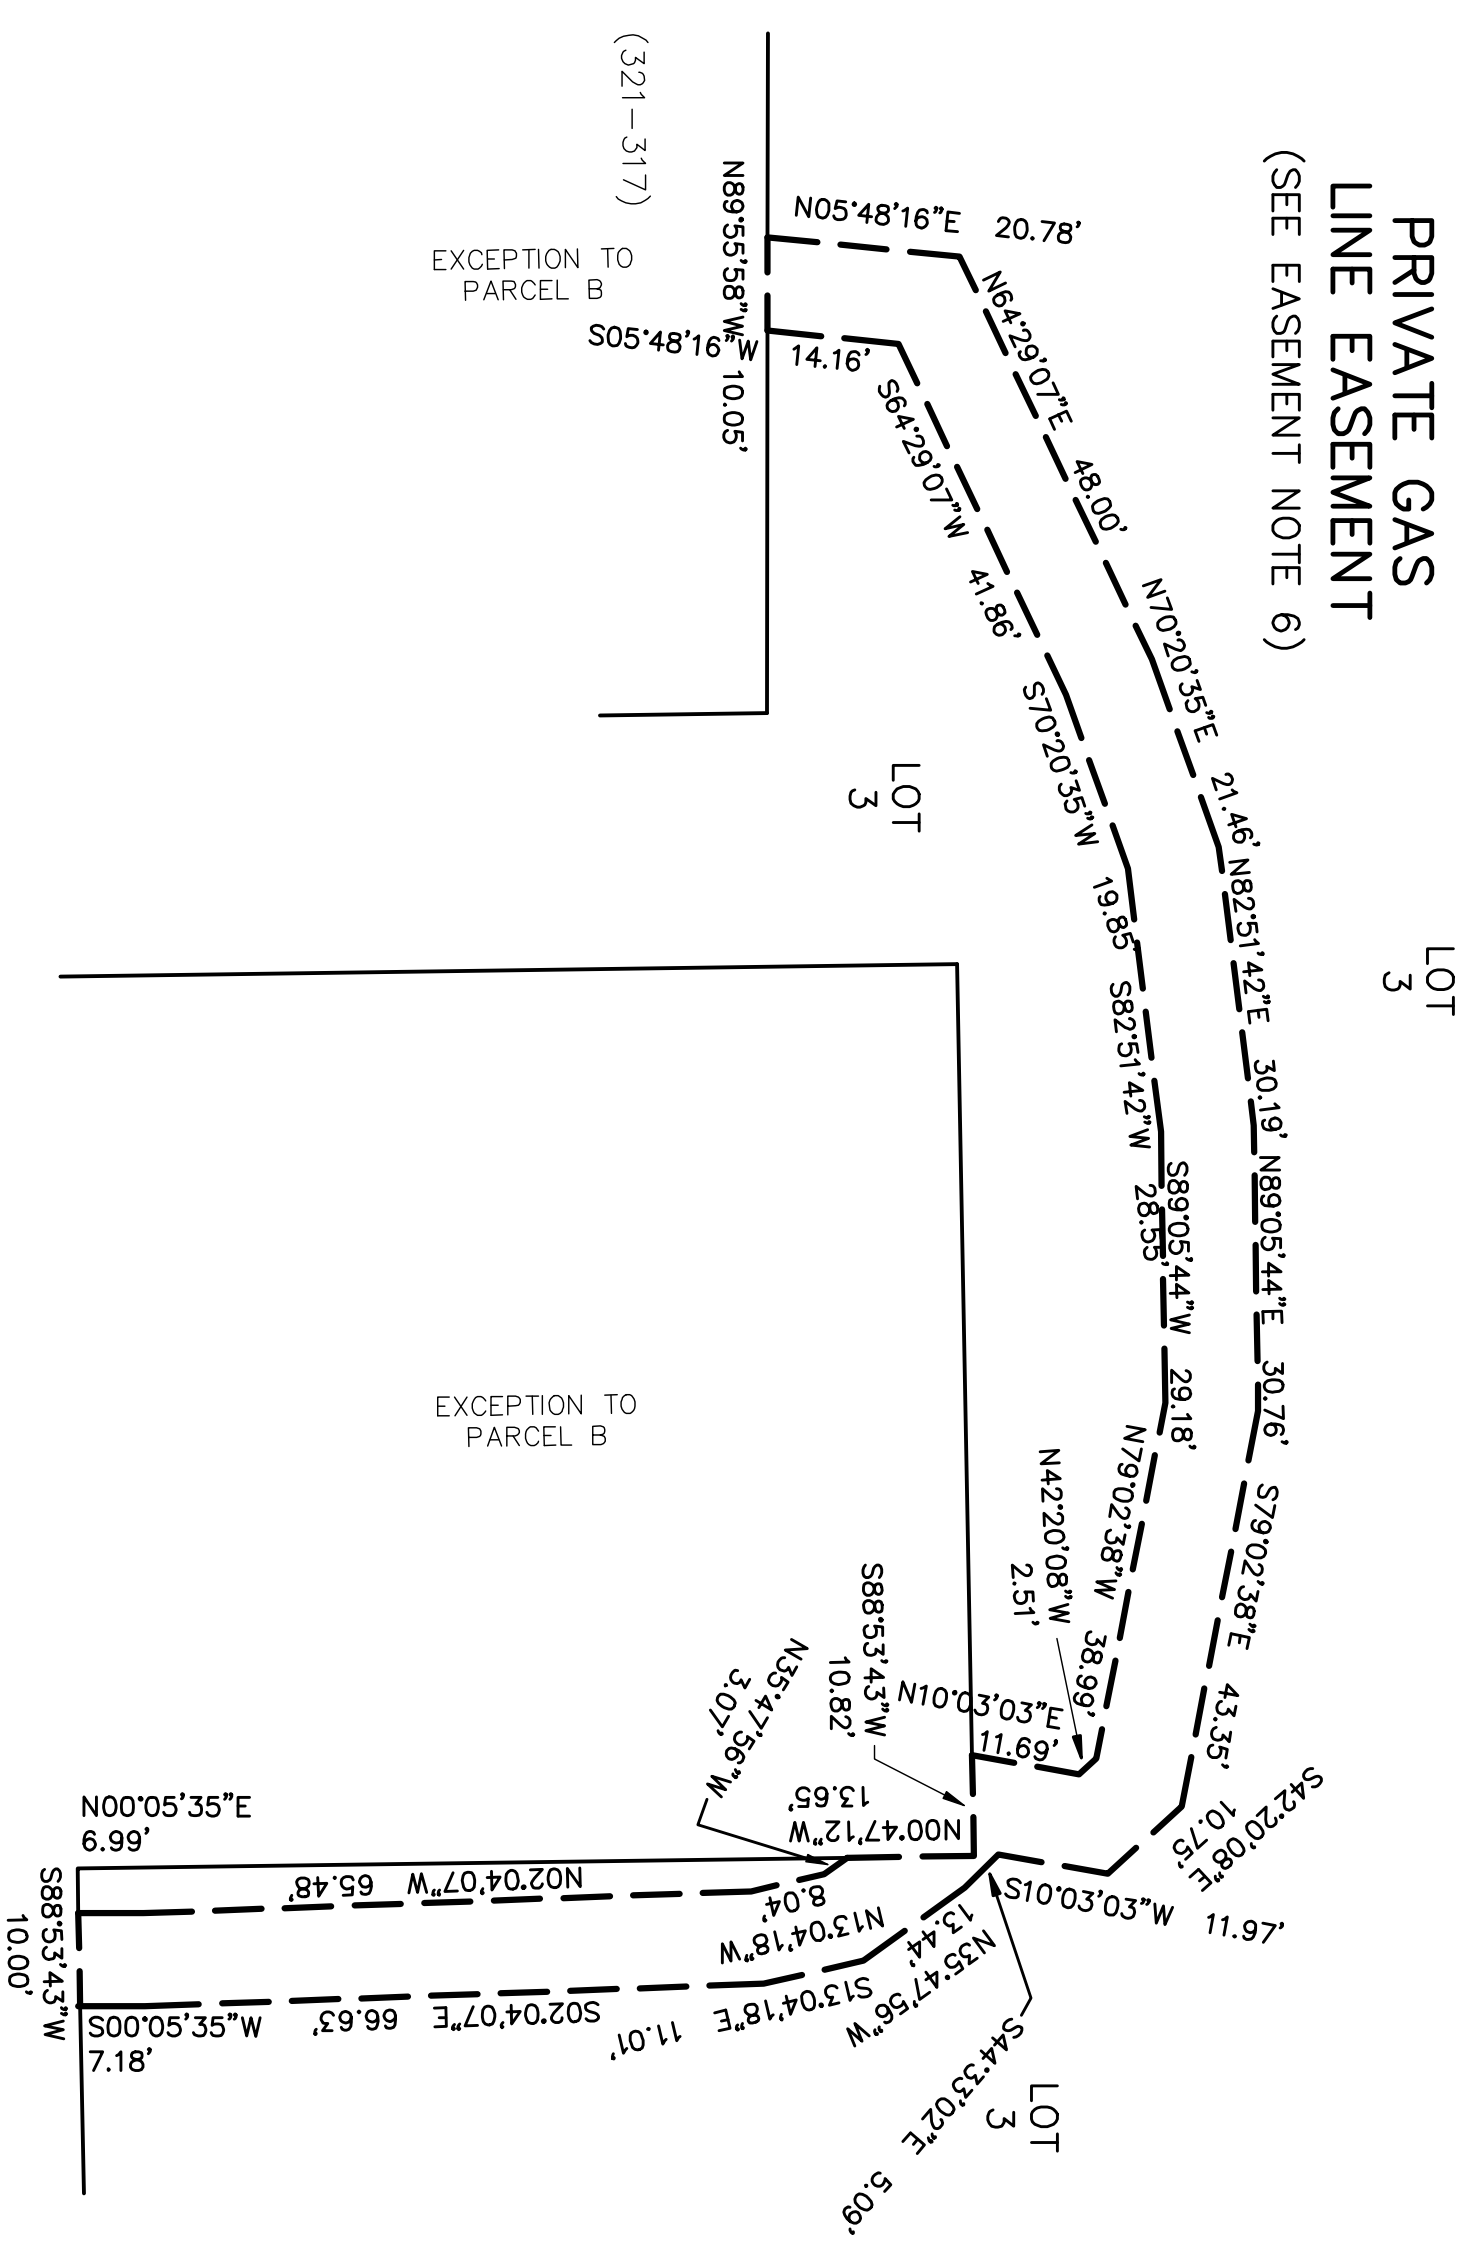 PRIVATE GAS
LINE EASEMENT
(SEE EASEMENT NOTE 6)
LOT
3
(321-317)
EXCEPTION TO
PARCEL B
N89°55'58"W 10.05'
N05°48'16"E 20.78'
N64°29'07"E 48.00'
N70°20'35"E 21.46'
N82°51'42"E 30.19'
N89°05'44"E 30.76'
S79°02'38"E 43.35'
S42°20'08"E
10.75'
S10°03'03"W 11.97'
S44°33'02"E 5.09'
N35°47'56"W
13.44'
S13°04'18"E 11.01'
S02°04'07"E 66.63'
S00°05'35"W
7.18'
S88°53'43"W
10.00'
N00°05'35"E
6.99'
N02°04'07"W 65.48'
N13°04'18"W
8.04'
N35°47'56"W
3.07'
N00°47'12"W
13.65'
S88°53'43"W
10.82'
N10°03'03"E
11.69'
N42°20'08"W
2.51'
N79°02'38"W 38.99'
S89°05'44"W 29.18'
S82°51'42"W 28.55'
S70°20'35"W 19.85'
S64°29'07"W 41.86'
S05°48'16"W 14.16'
LOT
3
EXCEPTION TO
PARCEL B
LOT
3